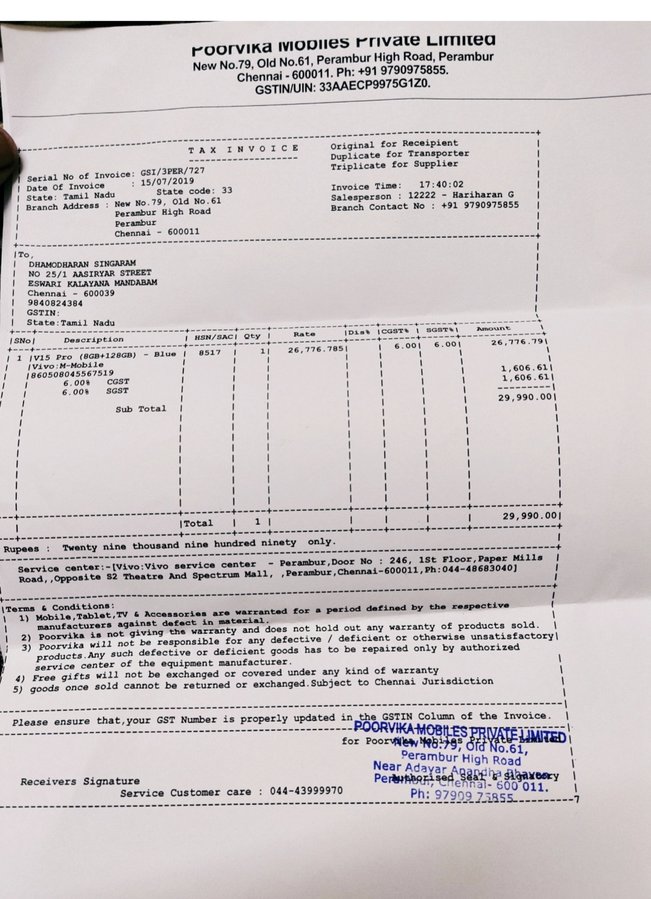 Poorvika Mobiles Private Limited
New No.79, Old No.61, Perambur High Road, Perambur
Chennai - 600011. Ph: +91 9790975855.
GSTIN/UIN: 33AAECP9975G1Z0.
TAX INVOICE
Original for Receipient
Duplicate for Transporter
Triplicate for Supplier
Serial No of Invoice: GSI/3PER/727
Date Of Invoice : 15/07/2019
State: Tamil Nadu State code: 33
Branch Address : New No.79, Old No.61
Perambur High Road
Perambur
Chennai - 600011
Invoice Time: 17:40:02
Salesperson : 12222 - Hariharan G
Branch Contact No : +91 9790975855
To,
DHAMODHARAN SINGARAM
NO 25/1 AASIRYAR STREET
ESWARI KALAYANA MANDABAM
Chennai - 600039
9840824384
GSTIN:
State:Tamil Nadu
SNo Description HSN/SAC Qty Rate Dis% CGST% SGST% Amount
1 V15 Pro (8GB+128GB) - Blue 8517 1 26,776.785 6.00 6.00 26,776.79
Vivo:M-Mobile
860508045567519
6.00% CGST 1,606.61
6.00% SGST 1,606.61
Sub Total 29,990.00
Total 1 29,990.00
Rupees : Twenty nine thousand nine hundred ninety only.
Service center:-[Vivo:Vivo service center - Perambur,Door No : 246, 1St Floor,Paper Mills
Road,,Opposite S2 Theatre And Spectrum Mall, ,Perambur,Chennai-600011,Ph:044-48683040]
Terms & Conditions:
1) Mobile,Tablet,TV & Accessories are warranted for a period defined by the respective
manufacturers against defect in material.
2) Poorvika is not giving the warranty and does not hold out any warranty of products sold.
3) Poorvika will not be responsible for any defective / deficient or otherwise unsatisfactory
products.Any such defective or deficient goods has to be repaired only by authorized
service center of the equipment manufacturer.
4) Free gifts will not be exchanged or covered under any kind of warranty
5) goods once sold cannot be returned or exchanged.Subject to Chennai Jurisdiction
Please ensure that,your GST Number is properly updated in the GSTIN Column of the Invoice.
for Poorvika Mobiles Private Limited
POORVIKA MOBILES PRIVATE LIMITED
New No.79, Old No.61,
Perambur High Road
Near Adayar Anandha Bhavan
Perambur, Chennai- 600 011.
Ph: 97909 75855
Authorised Seal & Signatory
Receivers Signature
Service Customer care : 044-43999970